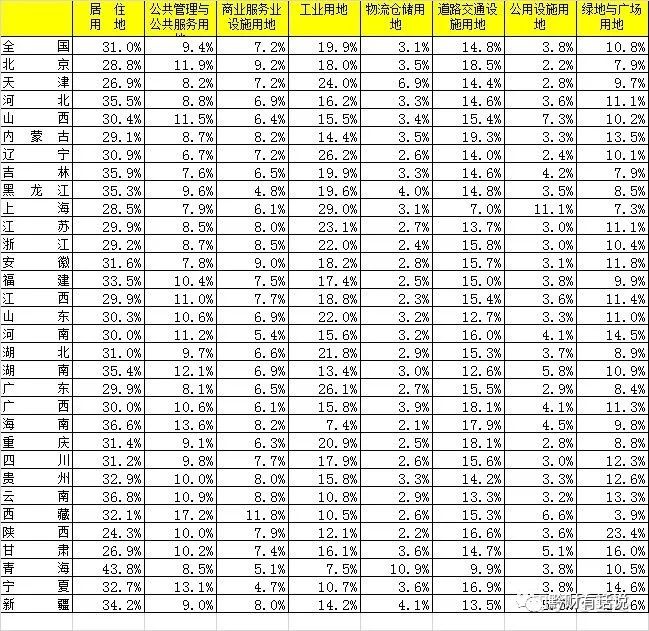 居 住 用 地 公共管理与公共服务用地 商业服务业设施用地 工业用地 物流仓储用地 道路交通设施用地 公用设施用地 绿地与广场用地
全 国 31.0% 9.4% 7.2% 19.9% 3.1% 14.8% 3.8% 10.8%
北 京 28.8% 11.9% 9.2% 18.0% 3.5% 18.5% 2.2% 7.9%
天 津 26.9% 8.2% 7.2% 24.0% 6.9% 14.4% 2.8% 9.7%
河 北 35.5% 8.8% 6.9% 16.2% 3.3% 14.6% 3.6% 11.1%
山 西 30.4% 11.5% 6.4% 15.5% 3.4% 15.4% 7.3% 10.2%
内 蒙 古 29.1% 8.7% 8.2% 14.4% 3.5% 19.3% 3.3% 13.5%
辽 宁 30.9% 6.7% 7.2% 26.2% 2.6% 14.0% 2.4% 10.1%
吉 林 35.9% 7.6% 6.5% 19.9% 3.3% 14.6% 4.2% 7.9%
黑 龙 江 35.3% 9.6% 4.8% 19.6% 4.0% 14.8% 3.5% 8.5%
上 海 28.5% 7.9% 6.1% 29.0% 3.1% 7.0% 11.1% 7.3%
江 苏 29.9% 8.5% 8.0% 23.1% 2.7% 13.7% 3.0% 11.1%
浙 江 29.2% 8.7% 8.5% 22.0% 2.4% 15.8% 3.0% 10.4%
安 徽 31.6% 7.8% 9.0% 18.2% 2.8% 15.7% 3.1% 11.8%
福 建 33.5% 10.4% 7.5% 17.4% 2.5% 15.0% 3.8% 9.9%
江 西 29.9% 11.0% 7.7% 18.8% 2.3% 15.4% 3.6% 11.4%
山 东 30.3% 10.6% 6.9% 22.0% 3.2% 12.7% 3.3% 11.0%
河 南 30.0% 11.2% 5.4% 15.6% 3.2% 16.0% 4.1% 14.5%
湖 北 31.0% 9.7% 6.6% 21.8% 2.9% 15.3% 3.7% 8.9%
湖 南 35.4% 12.1% 6.9% 13.4% 3.0% 12.6% 5.8% 10.9%
广 东 29.9% 8.1% 6.5% 26.1% 2.7% 15.5% 2.9% 8.4%
广 西 30.0% 10.6% 6.1% 15.8% 3.9% 18.1% 4.1% 11.3%
海 南 36.6% 13.6% 8.2% 7.4% 2.1% 17.9% 4.5% 9.8%
重 庆 31.4% 9.1% 6.3% 20.9% 2.5% 18.1% 2.8% 8.8%
四 川 31.2% 9.8% 7.7% 17.9% 2.6% 15.6% 3.0% 12.3%
贵 州 32.9% 10.0% 8.0% 15.8% 3.3% 14.2% 3.3% 12.6%
云 南 36.8% 10.9% 8.8% 10.8% 2.9% 13.3% 3.2% 13.3%
西 藏 32.1% 17.2% 11.8% 10.5% 2.6% 15.3% 6.6% 3.9%
陕 西 24.3% 10.0% 7.9% 12.1% 2.2% 16.6% 3.6% 23.4%
甘 肃 26.9% 10.2% 7.4% 16.1% 3.6% 14.7% 5.1% 16.0%
青 海 43.8% 8.5% 5.1% 7.5% 10.9% 9.9% 3.8% 10.5%
宁 夏 32.7% 13.1% 4.7% 10.7% 3.6% 16.9% 3.8% 14.6%
新 疆 34.2% 9.0% 8.0% 14.2% 4.1% 13.5%
财有话说